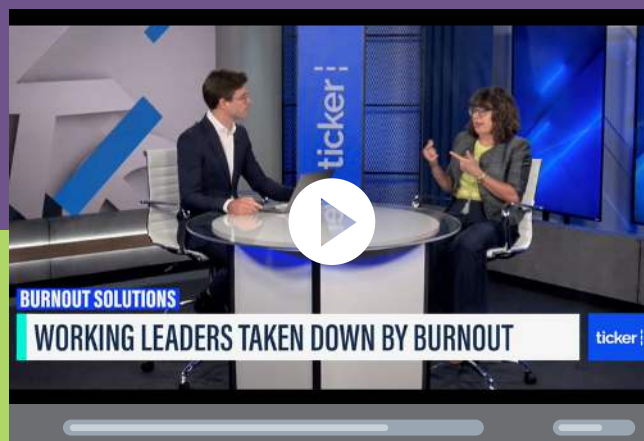 ticker
BURNOUT SOLUTIONS
WORKING LEADERS TAKEN DOWN BY BURNOUT
ticker